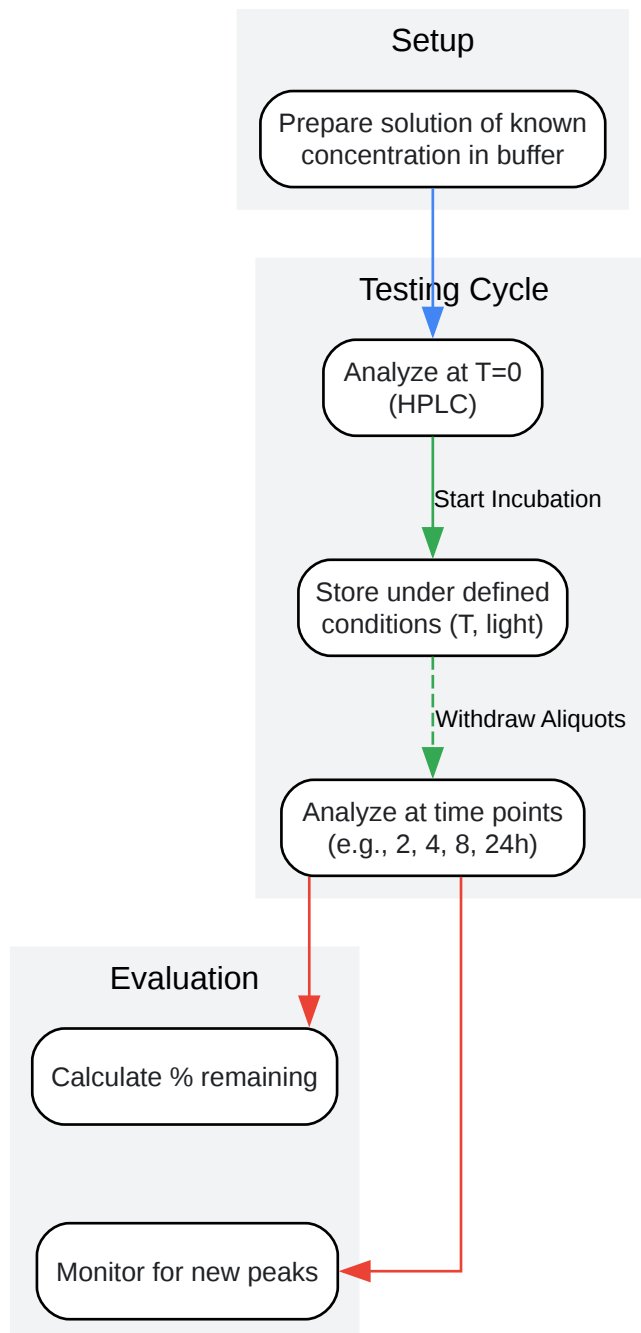 Setup
Prepare solution of known
concentration in buffer
Testing Cycle
Analyze at T=0
(HPLC)
Start Incubation
Store under defined
conditions (T, light)
Withdraw Aliquots
Analyze at time points
(e.g., 2, 4, 8, 24h)
Evaluation
Calculate % remaining
Monitor for new peaks